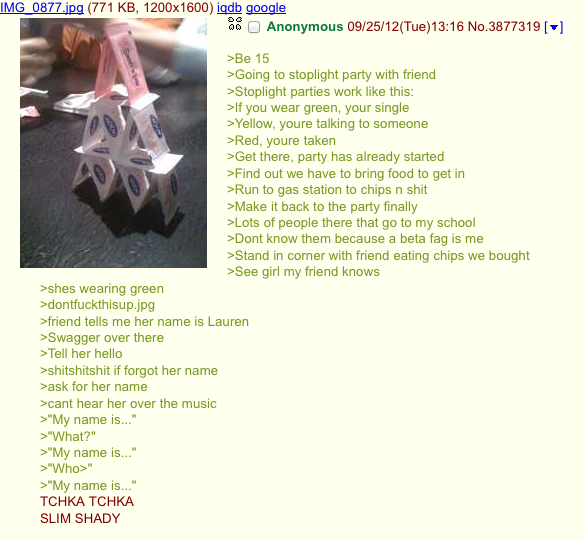 IMG_0877.jpg (771 KB, 1200x1600) iqdb google
Anonymous 09/25/12(Tue)13:16 No.3877319 [▼]
>Be 15
>Going to stoplight party with friend
>Stoplight parties work like this:
>If you wear green, your single
>Yellow, youre talking to someone
>Red, youre taken
>Get there, party has already started
>Find out we have to bring food to get in
>Run to gas station to chips n shit
>Make it back to the party finally
>Lots of people there that go to my school
>Dont know them because a beta fag is me
>Stand in corner with friend eating chips we bought
>See girl my friend knows
>shes wearing green
>dontfuckthisup.jpg
>friend tells me her name is Lauren
>Swagger over there
>Tell her hello
>shitshitshit if forgot her name
>ask for her name
>cant hear her over the music
>"My name is..."
>"What?"
>"My name is..."
>"Who>"
>"My name is..."
TCHKA TCHKA
SLIM SHADY